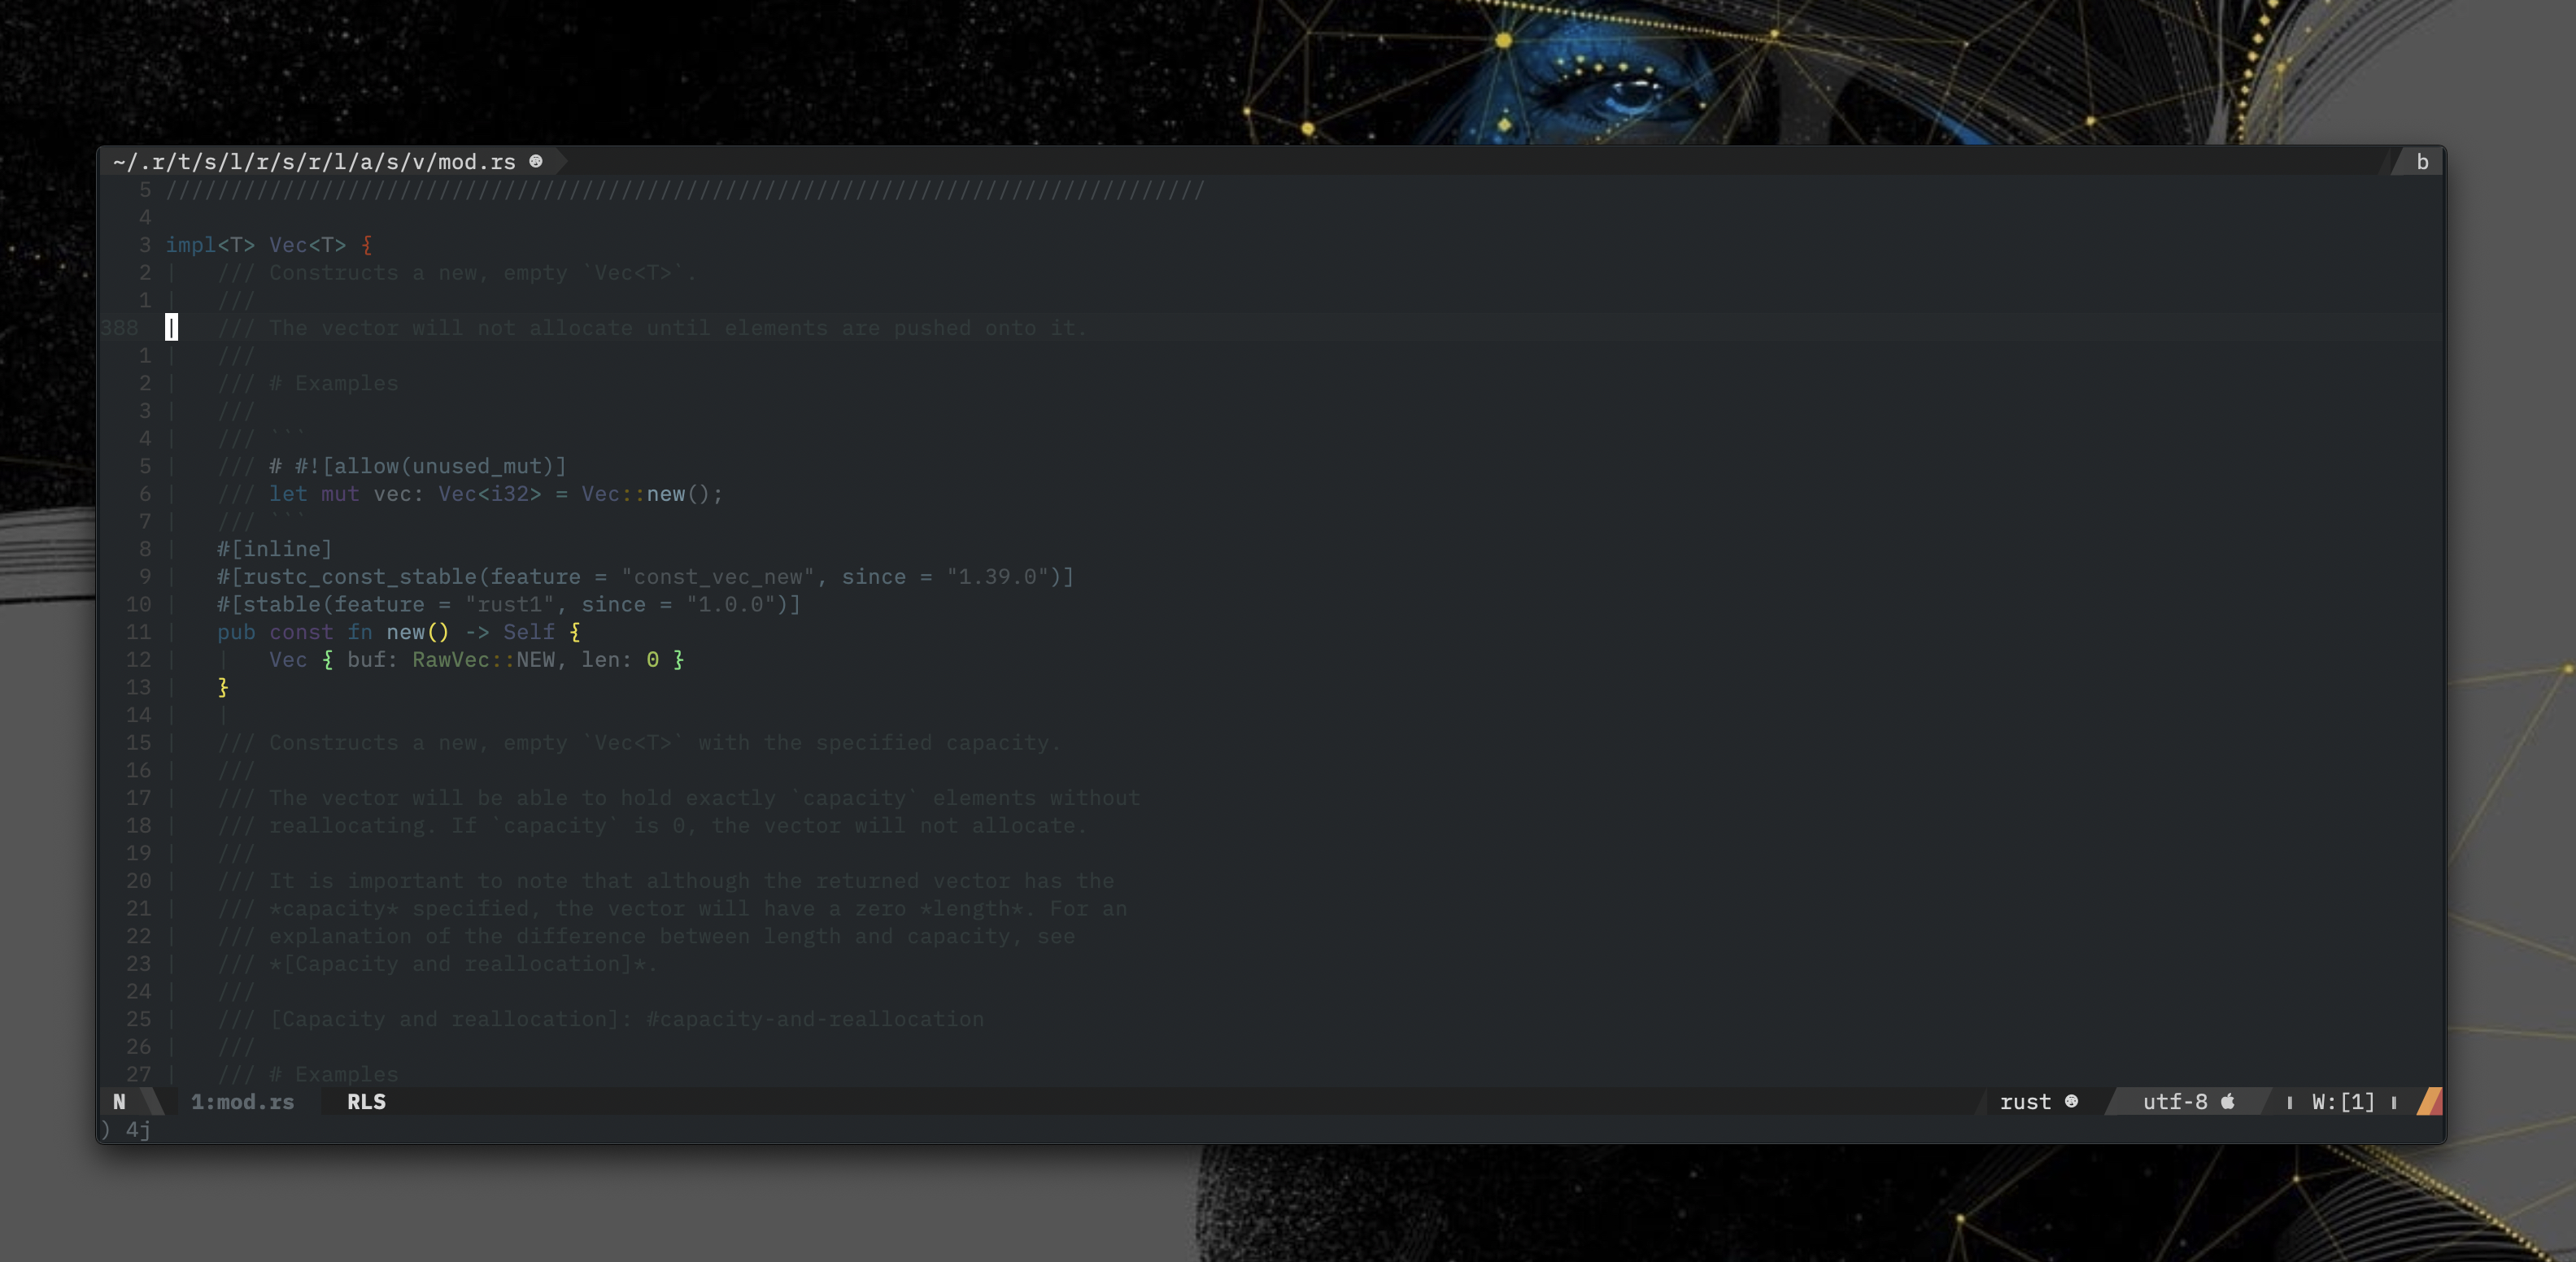 ~/.r/t/s/l/r/s/r/l/a/s/v/mod.rs b
5 ////////////////////////////////////////////////////////////////////////////////
4
3 impl<T> Vec<T> {
2 | /// Constructs a new, empty `Vec<T>`.
1 | ///
388 | /// The vector will not allocate until elements are pushed onto it.
1 | ///
2 | /// # Examples
3 | ///
4 | /// ```
5 | /// # #![allow(unused_mut)]
6 | /// let mut vec: Vec<i32> = Vec::new();
7 | /// ```
8 | #[inline]
9 | #[rustc_const_stable(feature = "const_vec_new", since = "1.39.0")]
10 | #[stable(feature = "rust1", since = "1.0.0")]
11 | pub const fn new() -> Self {
12 | | Vec { buf: RawVec::NEW, len: 0 }
13 | }
14 | |
15 | /// Constructs a new, empty `Vec<T>` with the specified capacity.
16 | ///
17 | /// The vector will be able to hold exactly `capacity` elements without
18 | /// reallocating. If `capacity` is 0, the vector will not allocate.
19 | ///
20 | /// It is important to note that although the returned vector has the
21 | /// *capacity* specified, the vector will have a zero *length*. For an
22 | /// explanation of the difference between length and capacity, see
23 | /// *[Capacity and reallocation]*.
24 | ///
25 | /// [Capacity and reallocation]: #capacity-and-reallocation
26 | ///
27 | /// # Examples
N 1:mod.rs RLS rust utf-8 W:[1]
) 4j